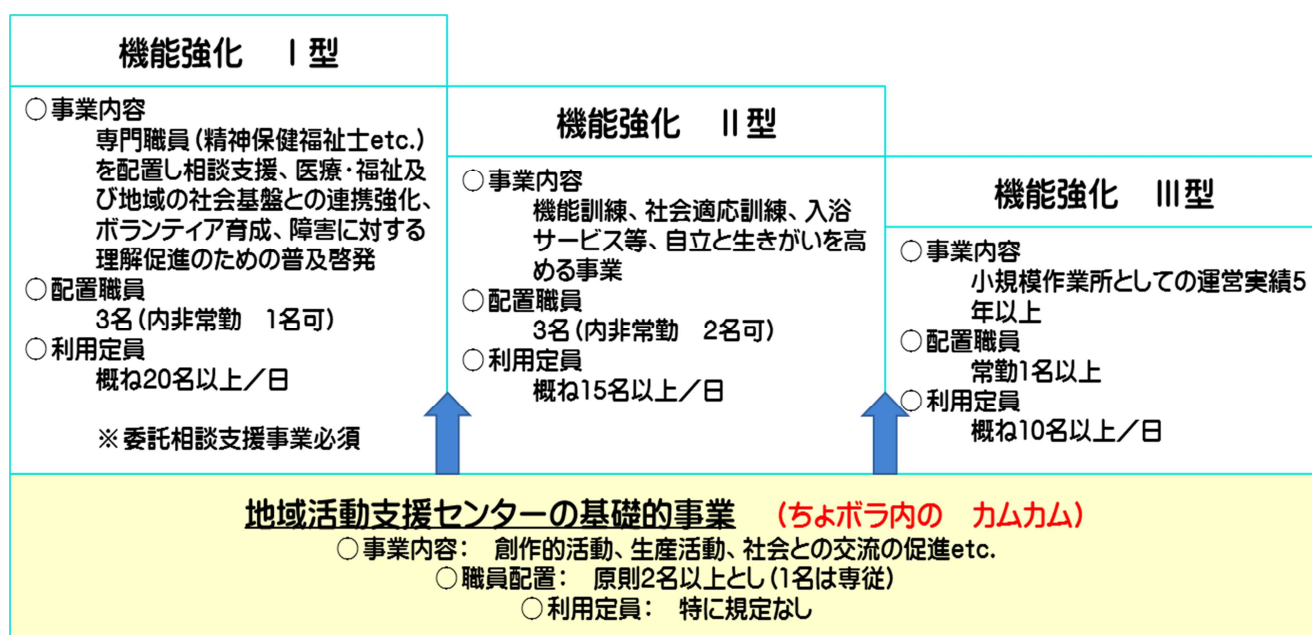 機能強化　Ⅰ型
○事業内容
専門職員(精神保健福祉士etc.)
を配置し相談支援、医療・福祉及
び地域の社会基盤との連携強化、
ボランティア育成、障害に対する
理解促進のための普及啓発
○配置職員
3名(内非常勤　1名可)
○利用定員
概ね20名以上/日
※委託相談支援事業必須
機能強化　Ⅱ型
○事業内容
機能訓練、社会適応訓練、入浴
サービス等、自立と生きがいを高
める事業
○配置職員
3名(内非常勤　2名可)
○利用定員
概ね15名以上/日
機能強化　Ⅲ型
○事業内容
小規模作業所としての運営実績5
年以上
○配置職員
常勤1名以上
○利用定員
概ね10名以上/日
地域活動支援センターの基礎的事業　(ちょボラ内の　カムカム)
○事業内容：　創作的活動、生産活動、社会との交流の促進etc.
○職員配置：　原則2名以上とし(1名は専従)
○利用定員：　特に規定なし